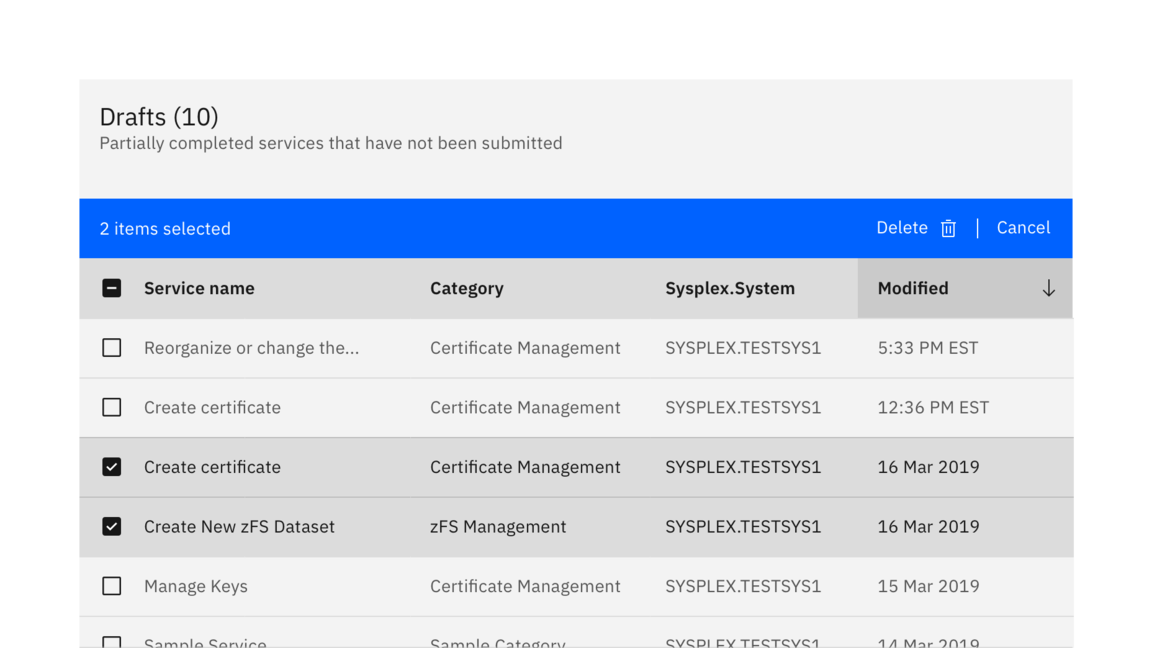 Drafts (10)
Partially completed services that have not been submitted
2 items selected Delete | Cancel
Service name Category Sysplex.System Modified
Reorganize or change the... Certificate Management SYSPLEX.TESTSYS1 5:33 PM EST
Create certificate Certificate Management SYSPLEX.TESTSYS1 12:36 PM EST
Create certificate Certificate Management SYSPLEX.TESTSYS1 16 Mar 2019
Create New zFS Dataset zFS Management SYSPLEX.TESTSYS1 16 Mar 2019
Manage Keys Certificate Management SYSPLEX.TESTSYS1 15 Mar 2019
Sample Service Sample Category SYSPLEX.TESTSYS1 14 Mar 2019